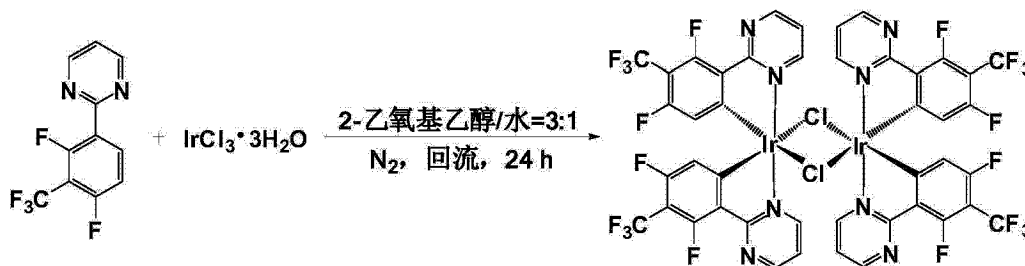 N N
F
F₃C
F
+ IrCl₃•3H₂O
2-乙氧基乙醇/水=3:1
N₂，回流，24 h
F N N F
F₃C CF₃
N N
F F
Cl
Ir Ir
Cl
F F
N N
F₃C CF₃
F N N F